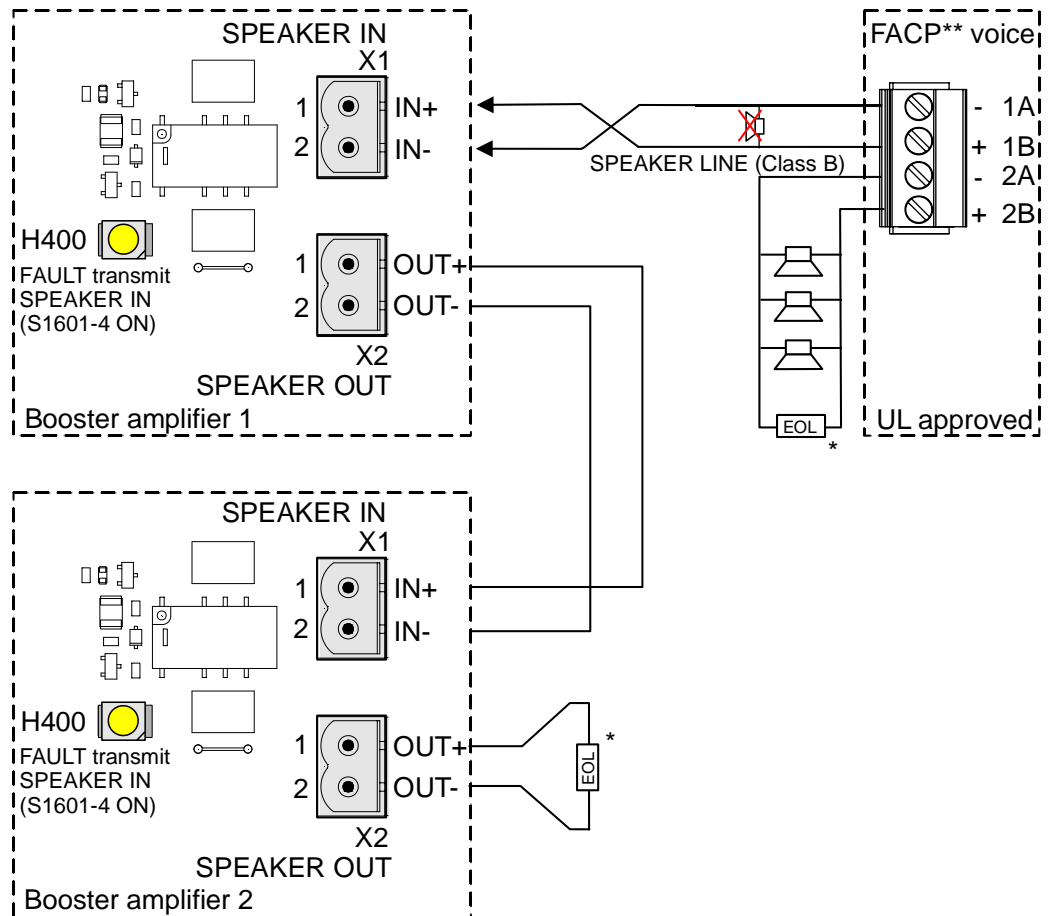 SPEAKER IN
X1
1 IN+
2 IN-
H400
FAULT transmit
SPEAKER IN
(S1601-4 ON)
1 OUT+
2 OUT-
X2
SPEAKER OUT
Booster amplifier 1
SPEAKER LINE (Class B)
FACP** voice
- 1A
+ 1B
- 2A
+ 2B
EOL
*
UL approved
SPEAKER IN
X1
1 IN+
2 IN-
H400
FAULT transmit
SPEAKER IN
(S1601-4 ON)
1 OUT+
2 OUT-
X2
SPEAKER OUT
Booster amplifier 2
EOL
*